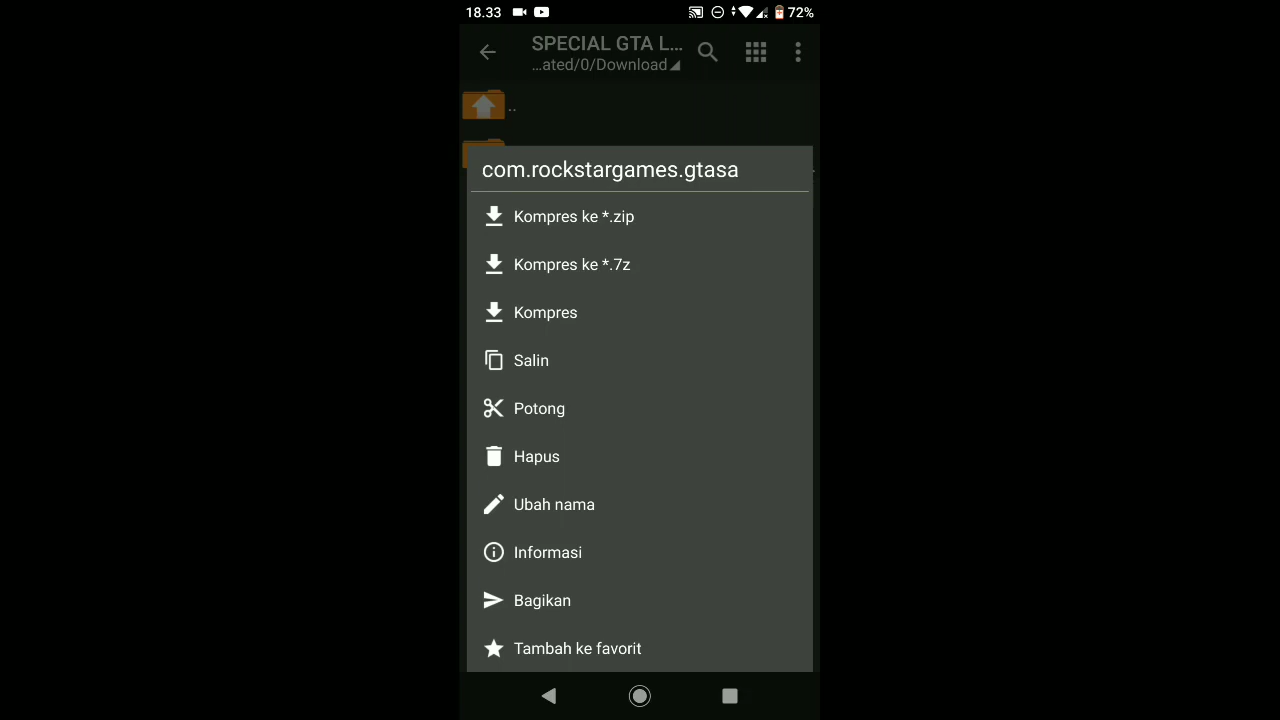 18.33
72%
SPECIAL GTA L...
...ated/0/Download
..
com.rockstargames.gtasa
Kompres ke *.zip
Kompres ke *.7z
Kompres
Salin
Potong
Hapus
Ubah nama
Informasi
Bagikan
Tambah ke favorit